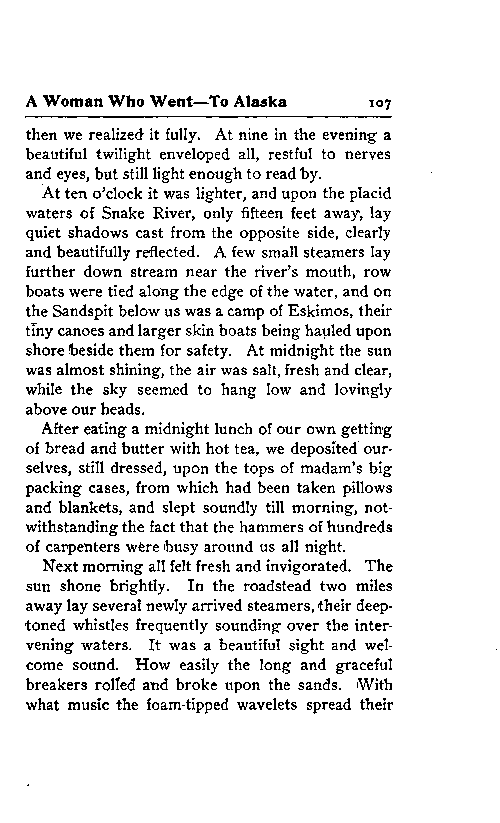 A Woman Who Went—To Alaska 107
then we realized it fully. At nine in the evening a
beautiful twilight enveloped all, restful to nerves
and eyes, but still light enough to read by.
At ten o'clock it was lighter, and upon the placid
waters of Snake River, only fifteen feet away, lay
quiet shadows cast from the opposite side, clearly
and beautifully reflected. A few small steamers lay
further down stream near the river's mouth, row
boats were tied along the edge of the water, and on
the Sandspit below us was a camp of Eskimos, their
tiny canoes and larger skin boats being hauled upon
shore beside them for safety. At midnight the sun
was almost shining, the air was salt, fresh and clear,
while the sky seemed to hang low and lovingly
above our heads.
After eating a midnight lunch of our own getting
of bread and butter with hot tea, we deposited our-
selves, still dressed, upon the tops of madam's big
packing cases, from which had been taken pillows
and blankets, and slept soundly till morning, not-
withstanding the fact that the hammers of hundreds
of carpenters were busy around us all night.
Next morning all felt fresh and invigorated. The
sun shone brightly. In the roadstead two miles
away lay several newly arrived steamers, their deep-
toned whistles frequently sounding over the inter-
vening waters. It was a beautiful sight and wel-
come sound. How easily the long and graceful
breakers rolled and broke upon the sands. With
what music the foam-tipped wavelets spread their